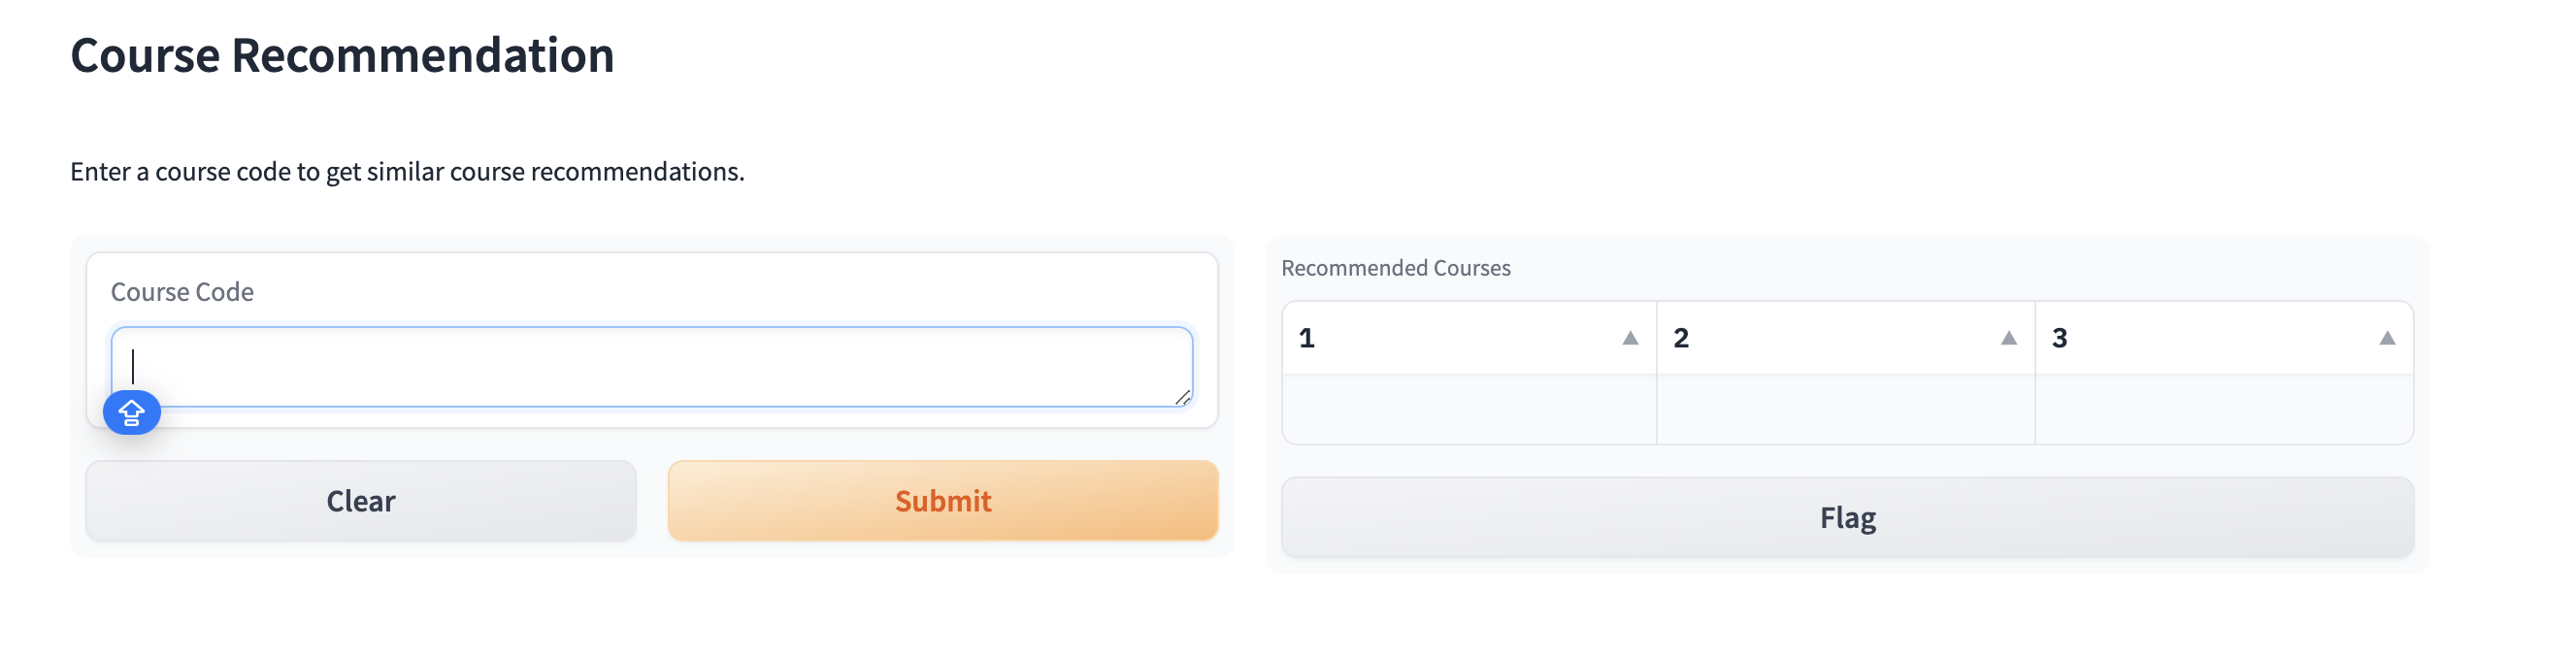 Course Recommendation
Enter a course code to get similar course recommendations.
Course Code
Clear
Submit
Recommended Courses
1 2 3
Flag